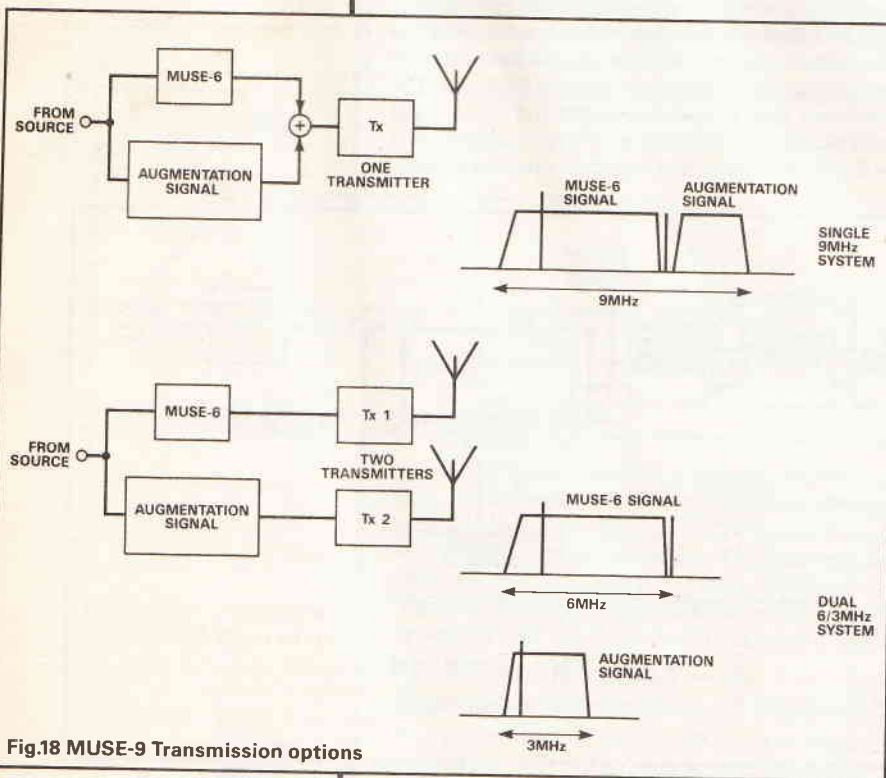 MUSE-6
FROM
SOURCE
AUGMENTATION
SIGNAL
+
Tx
ONE
TRANSMITTER
MUSE-6
SIGNAL
AUGMENTATION
SIGNAL
SINGLE
9MHz
SYSTEM
9MHz
MUSE-6
FROM
SOURCE
AUGMENTATION
SIGNAL
Tx 1
TWO
TRANSMITTERS
Tx 2
MUSE-6 SIGNAL
6MHz
DUAL
6/3MHz
SYSTEM
AUGMENTATION
SIGNAL
3MHz
Fig.18 MUSE-9 Transmission options